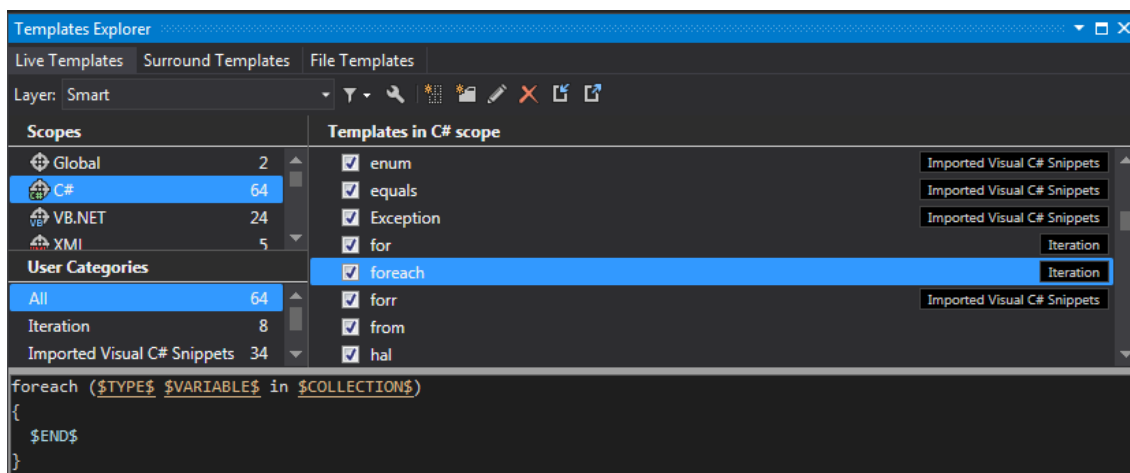 Templates Explorer
Live Templates Surround Templates File Templates
Layer: Smart
Scopes
Global 2
C# 64
VB.NET 24
XML 5
User Categories
All 64
Iteration 8
Imported Visual C# Snippets 34
Templates in C# scope
enum Imported Visual C# Snippets
equals Imported Visual C# Snippets
Exception Imported Visual C# Snippets
for Iteration
foreach Iteration
forr Imported Visual C# Snippets
from
hal
foreach ($TYPE$ $VARIABLE$ in $COLLECTION$)
{
$END$
}